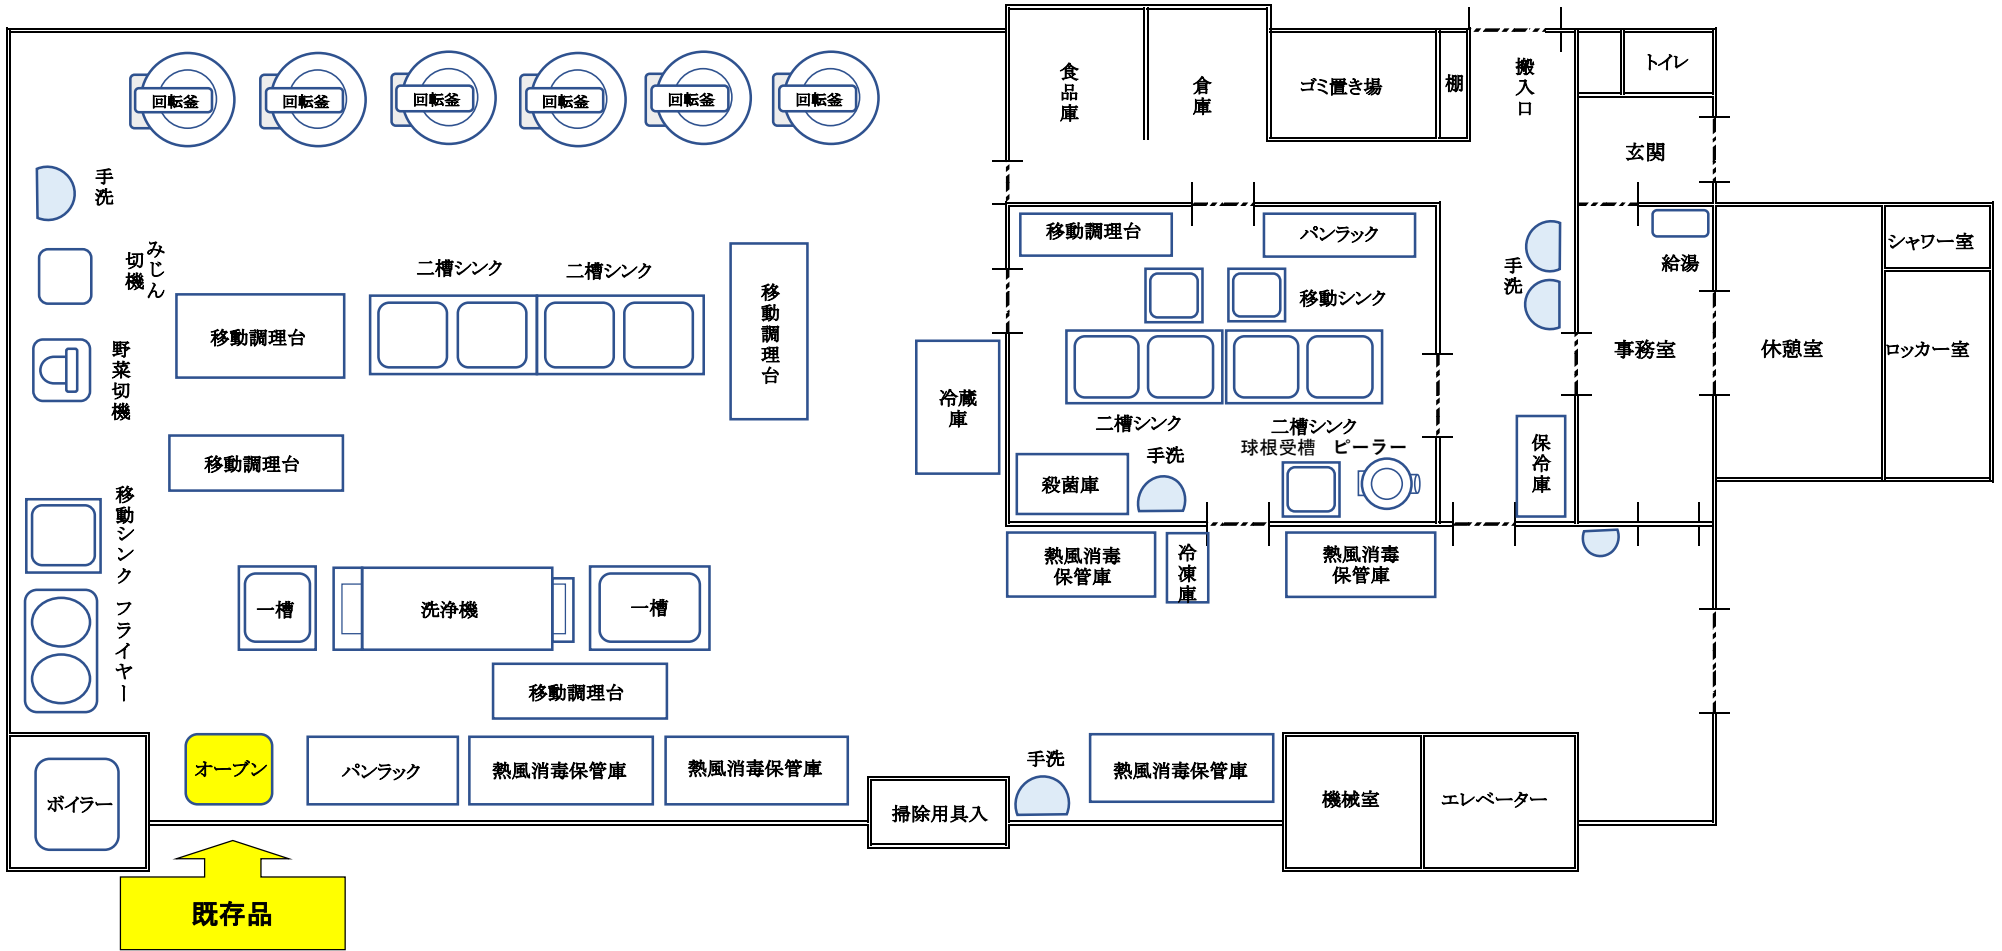 回転釜
回転釜
回転釜
回転釜
回転釜
回転釜
食品庫
倉庫
ゴミ置き場
棚
搬入口
トイレ
玄関
手洗
みじん
切機
野菜切機
移動調理台
二槽シンク
二槽シンク
移動調理台
移動調理台
移動シンク
フライヤー
一槽
洗浄機
一槽
移動調理台
冷蔵
庫
移動調理台
パンラック
移動シンク
二槽シンク
二槽シンク
球根受槽
ピーラー
手洗
殺菌庫
手洗
給湯
シャワー室
事務室
休憩室
ロッカー室
保冷庫
熱風消毒
保管庫
冷凍庫
熱風消毒
保管庫
ボイラー
オーブン
パンラック
熱風消毒保管庫
熱風消毒保管庫
掃除用具入
手洗
熱風消毒保管庫
機械室
エレベーター
既存品